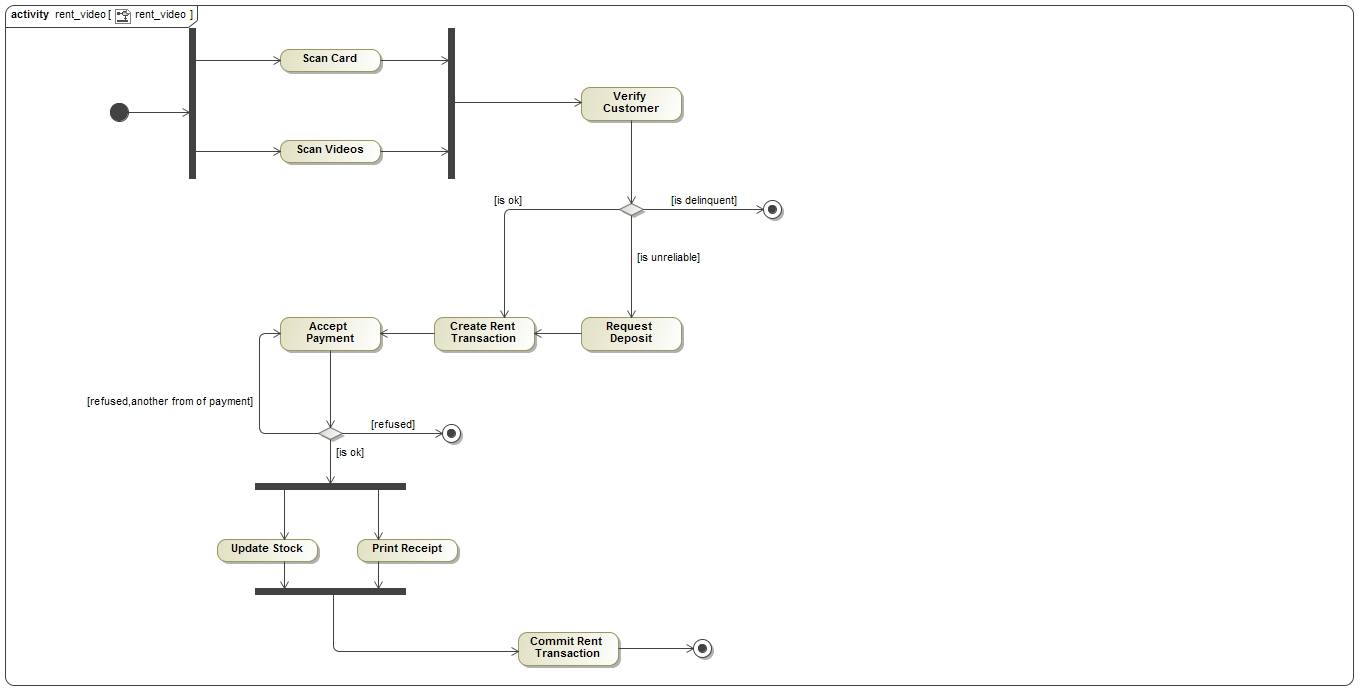 activity rent_video [ rent_video ]
Scan Card
Verify
Customer
Scan Videos
[is ok]
[is delinquent]
[is unreliable]
Accept
Payment
Create Rent
Transaction
Request
Deposit
[refused,another from of payment]
[refused]
[is ok]
Update Stock
Print Receipt
Commit Rent
Transaction